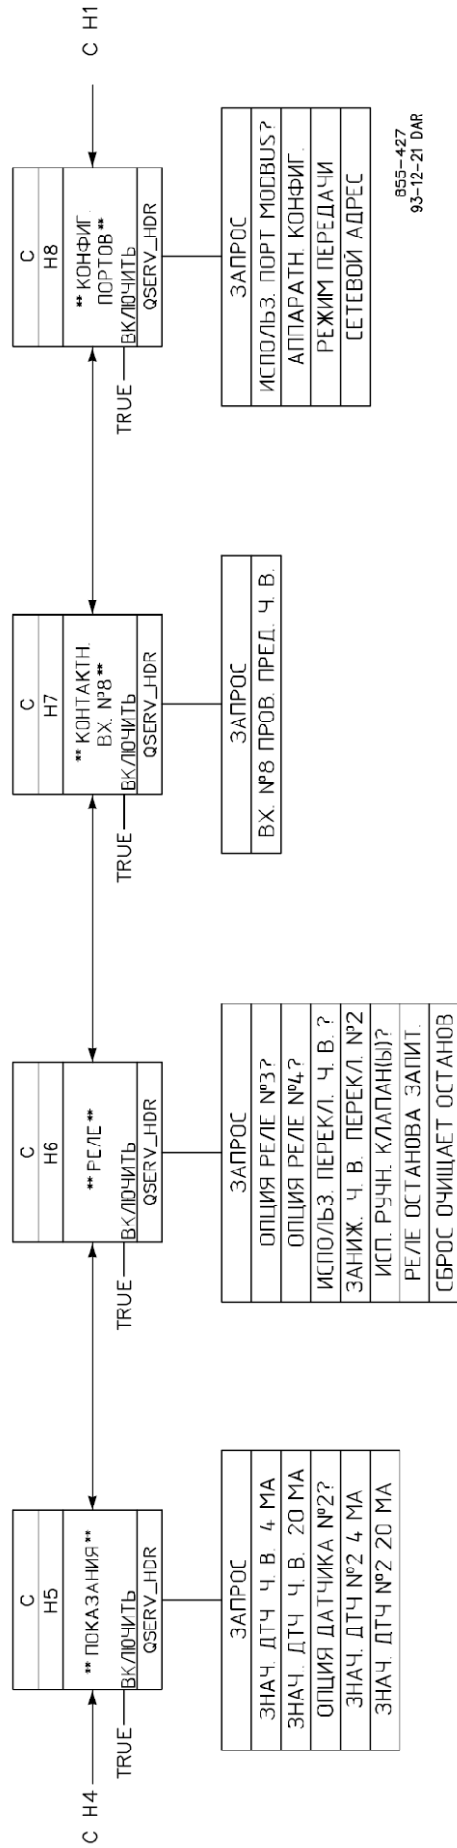 C H4
C
H5
** ПОКАЗАНИЯ **
TRUE
ВКЛЮЧИТЬ
QSERV_HDR
ЗАПРОС
ЗНАЧ. ДТЧ Ч. В. 4 МА
ЗНАЧ. ДТЧ Ч. В. 20 МА
ОПЦИЯ ДАТЧИКА №2?
ЗНАЧ. ДТЧ №2 4 МА
ЗНАЧ. ДТЧ №2 20 МА
C
H6
** РЕЛЕ **
TRUE
ВКЛЮЧИТЬ
QSERV_HDR
ЗАПРОС
ОПЦИЯ РЕЛЕ №3?
ОПЦИЯ РЕЛЕ №4?
ИСПОЛЬЗ. ПЕРЕКЛ. Ч. В. ?
ЗАНИЖ. Ч. В. ПЕРЕКЛ. №2
ИСП. РУЧН. КЛАПАН(Ы)?
РЕЛЕ ОСТАНОВА ЗАПИТ.
СБРОС ОЧИЩАЕТ ОСТАНОВ
C
H7
** КОНТАКТН.
ВХ. №8 **
TRUE
ВКЛЮЧИТЬ
QSERV_HDR
ЗАПРОС
ВХ. №8 ПРОВ. ПРЕД. Ч. В.
C
H8
** КОНФИГ.
ПОРТОВ **
TRUE
ВКЛЮЧИТЬ
QSERV_HDR
C H1
ЗАПРОС
ИСПОЛЬЗ. ПОРТ MODBUS?
АППАРАТН. КОНФИГ.
РЕЖИМ ПЕРЕДАЧИ
СЕТЕВОЙ АДРЕС
855-427
93-12-21 DAR